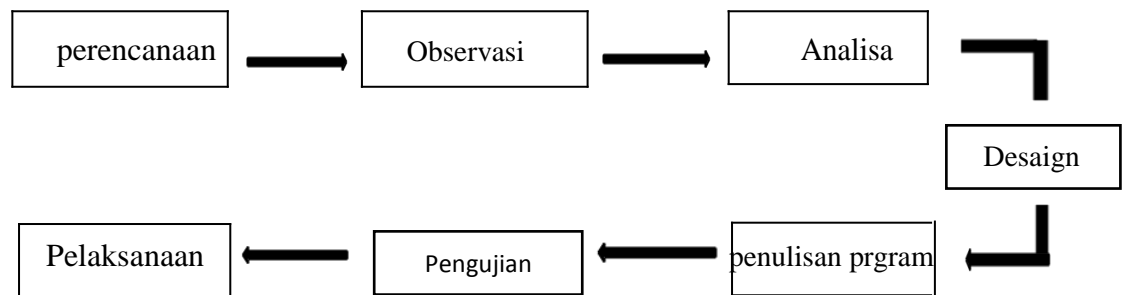 perencanaan
Observasi
Analisa
Desaign
penulisan prgram
Pengujian
Pelaksanaan